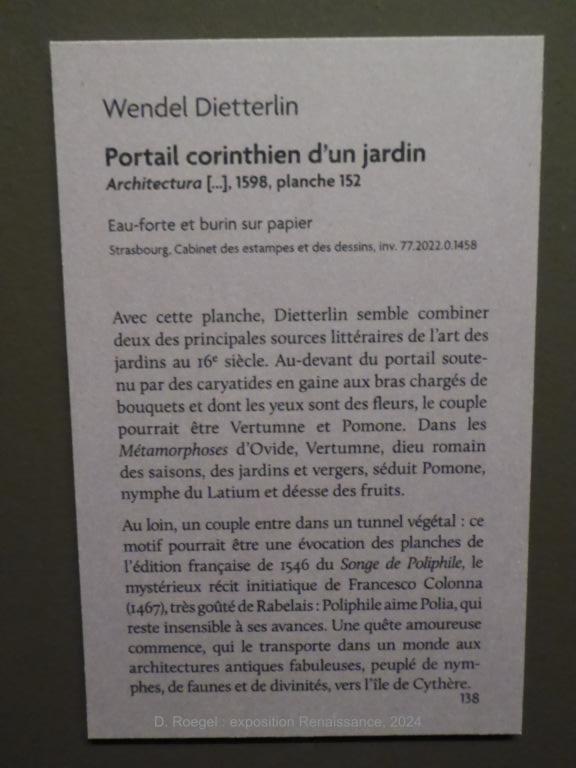 Wendel Dietterlin
Portail corinthien d'un jardin
Architectura [...], 1598, planche 152
Eau-forte et burin sur papier
Strasbourg, Cabinet des estampes et des dessins, inv. 77.2022.0.1458
Avec cette planche, Dietterlin semble combiner
deux des principales sources littéraires de l'art des
jardins au 16e siècle. Au-devant du portail soute-
nu par des caryatides en gaine aux bras chargés de
bouquets et dont les yeux sont des fleurs, le couple
pourrait être Vertumne et Pomone. Dans les
Métamorphoses d'Ovide, Vertumne, dieu romain
des saisons, des jardins et vergers, séduit Pomone,
nymphe du Latium et déesse des fruits.
Au loin, un couple entre dans un tunnel végétal : ce
motif pourrait être une évocation des planches de
l'édition française de 1546 du Songe de Poliphile, le
mystérieux récit initiatique de Francesco Colonna
(1467), très goûté de Rabelais : Poliphile aime Polia, qui
reste insensible à ses avances. Une quête amoureuse
commence, qui le transporte dans un monde aux
architectures antiques fabuleuses, peuplé de nym-
phes, de faunes et de divinités, vers l'île de Cythère.
138
D. Roegel : exposition Renaissance, 2024